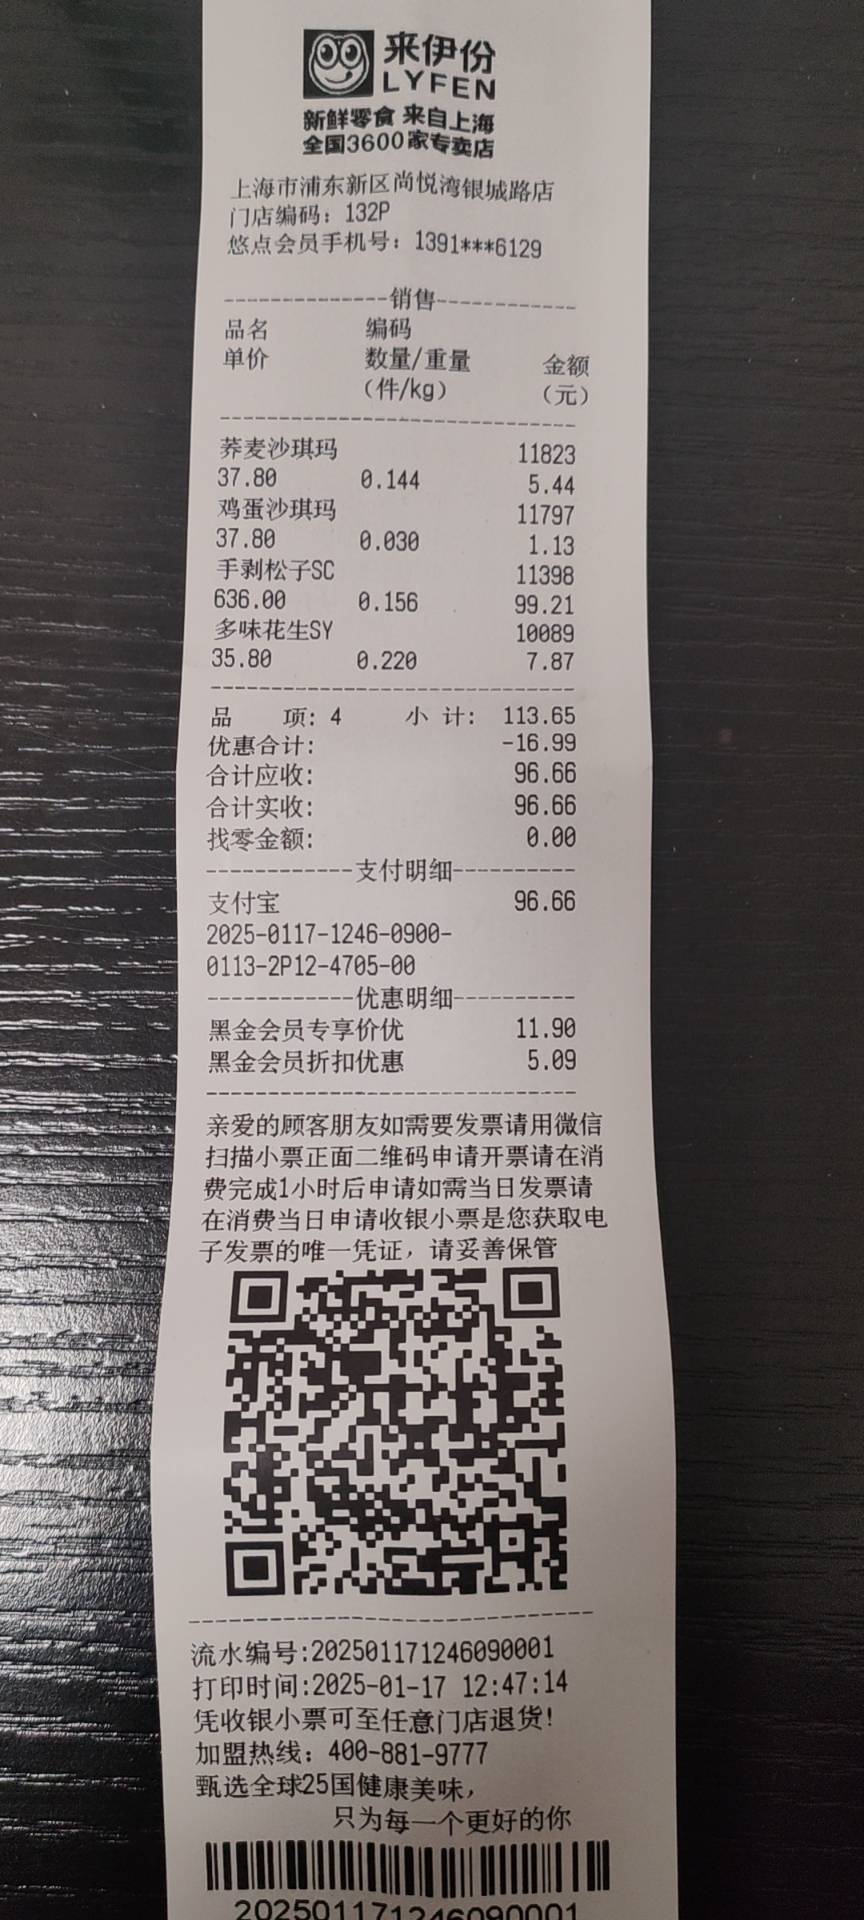 来伊份
LYFEN
新鲜零食 来自上海
全国3600家专卖店
上海市浦东新区尚悦湾银城路店
门店编码：132P
悠点会员手机号：1391***6129
--------------销售------------
品名 编码
单价 数量/重量 金额
（件/kg） （元）
荞麦沙琪玛 11823
37.80 0.144 5.44
鸡蛋沙琪玛 11797
37.80 0.030 1.13
手剥松子SC 11398
636.00 0.156 99.21
多味花生SY 10089
35.80 0.220 7.87
品 项: 4 小 计: 113.65
优惠合计: -16.99
合计应收: 96.66
合计实收: 96.66
找零金额: 0.00
------------支付明细----------
支付宝 96.66
2025-0117-1246-0900-
0113-2P12-4705-00
------------优惠明细----------
黑金会员专享价优 11.90
黑金会员折扣优惠 5.09
亲爱的顾客朋友如需要发票请用微信
扫描小票正面二维码申请开票请在消
费完成1小时后申请如需当日发票请
在消费当日申请收银小票是您获取电
子发票的唯一凭证，请妥善保管
流水编号:202501171246090001
打印时间:2025-01-17 12:47:14
凭收银小票可至任意门店退货!
加盟热线：400-881-9777
甄选全球25国健康美味，
只为每一个更好的你
202501171246090001